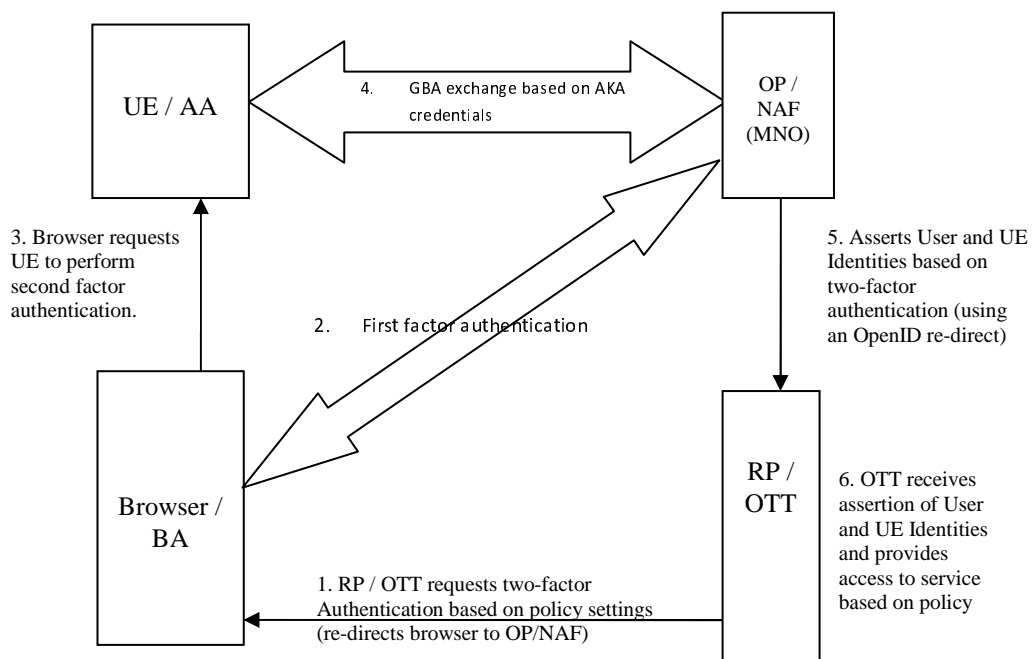 UE / AA
4. GBA exchange based on AKA
credentials
OP /
NAF
(MNO)
3. Browser requests
UE to perform
second factor
authentication.
2. First factor authentication
5. Asserts User and UE
Identities based on
two-factor
authentication (using
an OpenID re-direct)
Browser /
BA
RP /
OTT
6. OTT receives
assertion of User
and UE Identities
and provides
access to service
based on policy
1. RP / OTT requests two-factor
Authentication based on policy settings
(re-directs browser to OP/NAF)